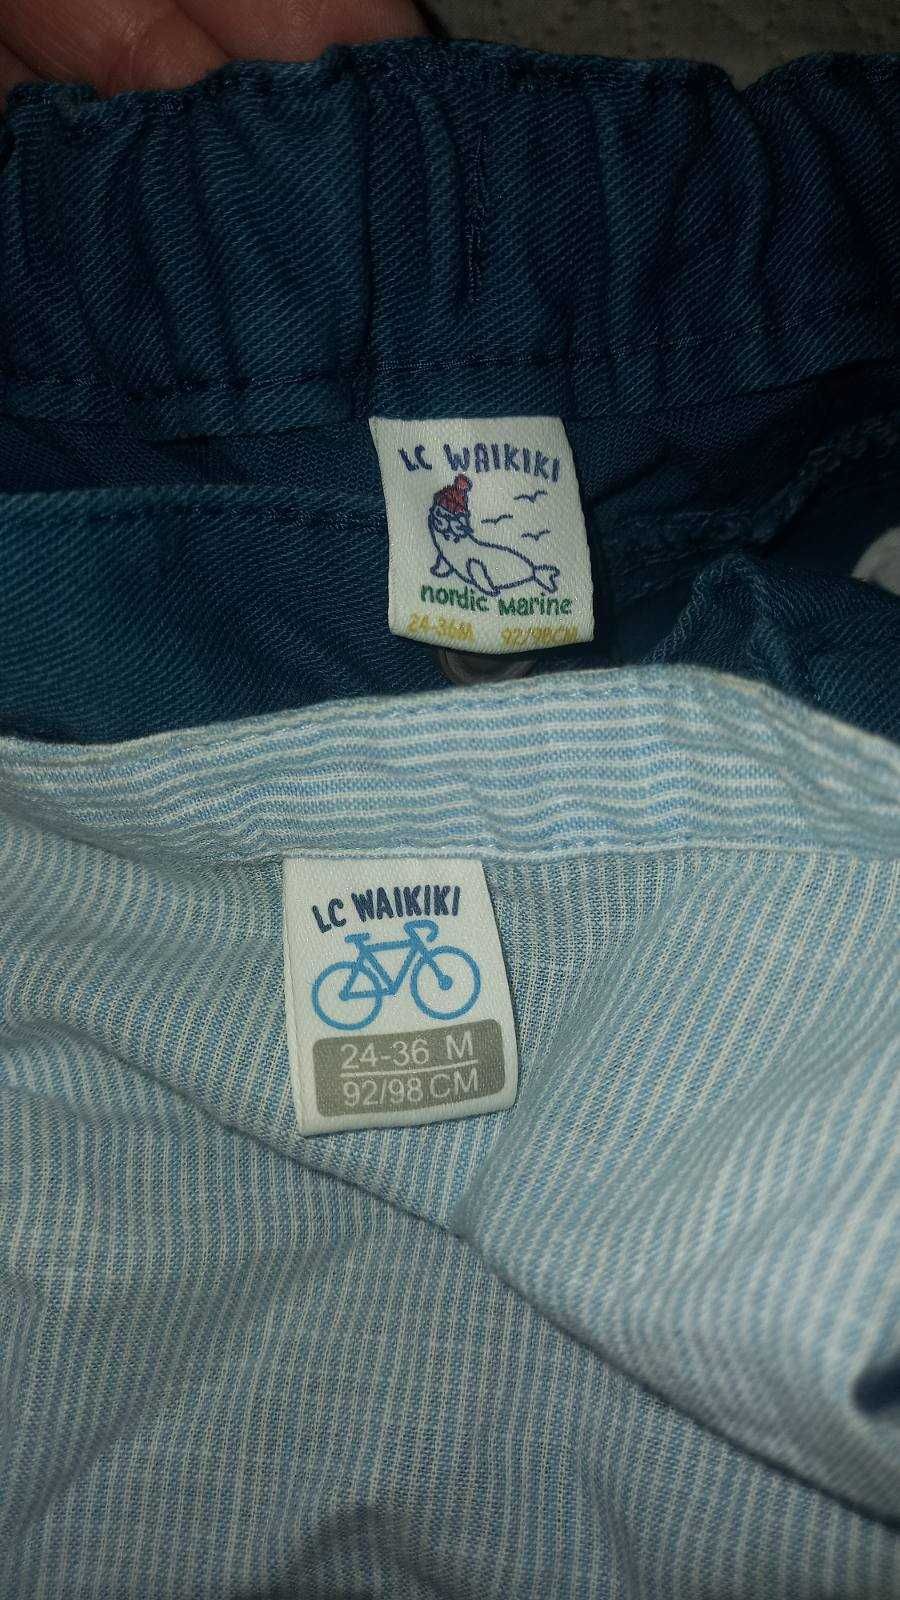 LC WAIKIKI
nordic marine
24-36M 92/98CM
LC WAIKIKI
24-36 M
92/98 CM